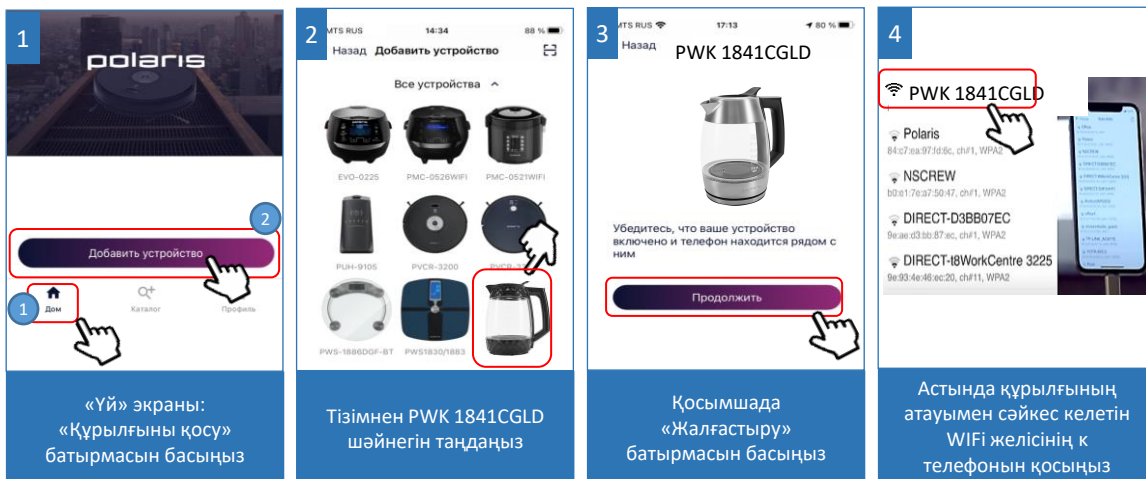 1
polaris
2
Добавить устройство
1
Дом
Каталог
Профиль
«Үй» экраны:
«Құрылғыны қосу»
батырмасын басыңыз
2
MTS RUS 14:34 88 %
Назад Добавить устройство
Все устройства
EVO-0225 PMC-0526WIFI PMC-0521WIFI
PUH-9105 PVCR-3200
PWS-1886DGF-BT PWS1830/1883
Тізімнен PWK 1841CGLD
шәйнегін таңдаңыз
3
MTS RUS 17:13 80 %
Назад
PWK 1841CGLD
Убедитесь, что ваше устройство
включено и телефон находится рядом с
ним
Продолжить
Қосымшада
«Жалғастыру»
батырмасын басыңыз
4
PWK 1841CGLD
Polaris
84:c7:ea:97:fd:6c, ch#1, WPA2
NSCREW
b0:e1:7e:a7:50:47, ch#1, WPA2
DIRECT-D3BB07EC
9e:ae:d3:bb:87:ec, ch#1, WPA2
DIRECT-t8WorkCentre 3225
9e:93:4e:46:ec:20, ch#11, WPA2
Астында құрылғының
атауымен сәйкес келетін
WIFi желісінің к
телефонын қосыңыз